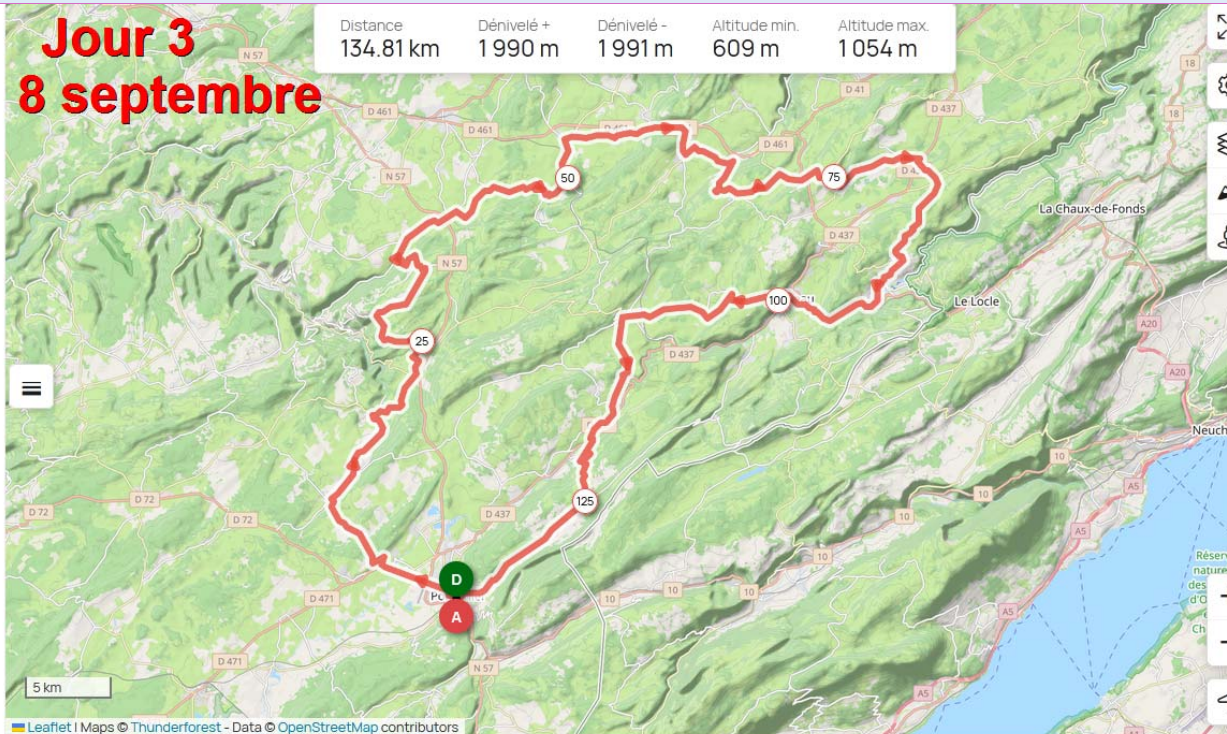 Jour 3
8 septembre
Distance
134.81 km
Dénivelé +
1 990 m
Dénivelé -
1 991 m
Altitude min.
609 m
Altitude max.
1 054 m
N 57
D 461
D 461
D 41
D 437
18
18
D 461
N 57
50
75
La Chaux-de-Fonds
D 437
N 57
100
Le Locle
A20
25
D 437
A20
Neuch
10
D 72
D 72
D 437
125
10
10
A5
A5
D
D 471
A
10
10
10
A5
D 471
N 57
A5
5 km
Leaflet | Maps © Thunderforest - Data © OpenStreetMap contributors